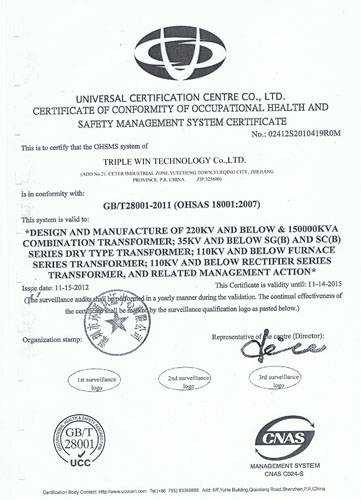 UNIVERSAL CERTIFICATION CENTRE CO., LTD.
CERTIFICATE OF CONFORMITY OF OCCUPATIONAL HEALTH AND
SAFETY MANAGEMENT SYSTEM CERTIFICATE
No.: 02412S2010419R0M
This is to certify that the OHSMS system of
TRIPLE WIN TECHNOLOGY Co.,LTD.
(ADD:No.21. CETER INDUSTRIAL ZONE,YUECHENG TOWN,YUEQING CITY, ZHEJIANG
PROVINCE, P.R. CHINA. ZIP:325600)
is in conformity with:
GB/T28001-2011 (OHSAS 18001:2007)
This system is valid to:
*DESIGN AND MANUFACTURE OF 220KV AND BELOW & 150000KVA
COMBINATION TRANSFORMER; 35KV AND BELOW SG(B) AND SC(B)
SERIES DRY TYPE TRANSFORMER; 110KV AND BELOW FURNACE
SERIES TRANSFORMER; 110KV AND BELOW RECTIFIER SERIES
TRANSFORMER, AND RELATED MANAGEMENT ACTION*
Issue date: 11-15-2012 This Certificate is validity until: 11-14-2015
(The surveillance audits shall be performed in a yearly manner during the validation. The continual effectiveness of
the certificate shall be marked by the surveillance qualification logo as pasted below.)
Organization stamp: Representative of the centre (Director):
1st surveillance
logo
2nd surveillance
logo
3rd surveillance
logo
GB/T
28001
UCC
CNAS
MANAGEMENT SYSTEM
CNAS C024-S
Certification Body Contact: Http://www.ucccert.com Tel:(+86 755) 83365888 Add: 6/F,YuHe Building,Qiaoxiang Road,Shenzhen,P.R.China